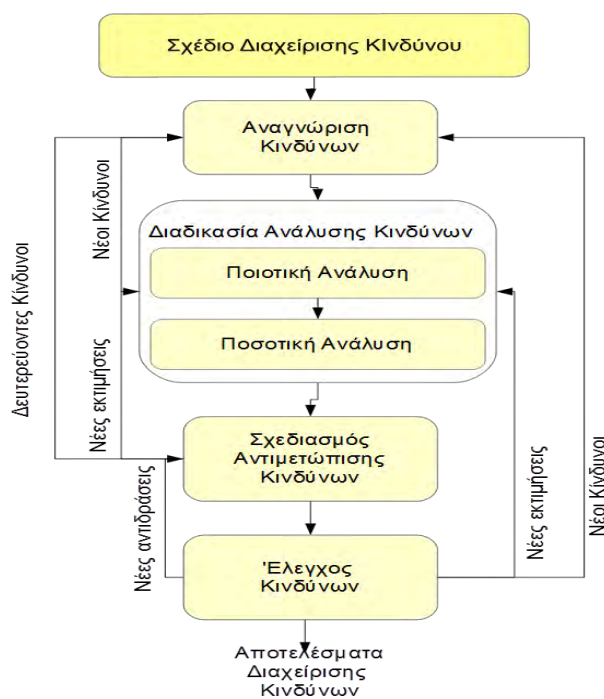 Σχέδιο Διαχείρισης ΚΙνδύνου
Αναγνώριση
Κινδύνων
Διαδικασία Ανάλυσης Κινδύνων
Ποιοτική Ανάλυση
Ποσοτική Ανάλυση
Σχεδιασμός
Αντιμετώπισης
Κινδύνων
Έλεγχος
Κινδύνων
Αποτελέσματα
Διαχείρισης
Κινδύνων
Δευτερεύοντες Κίνδυνοι
Νέοι Κίνδυνοι
Νέες εκτιμήσεις
Νέες αντιδράσεις
Νέες εκτιμήσεις
Νέοι Κίνδυνοι